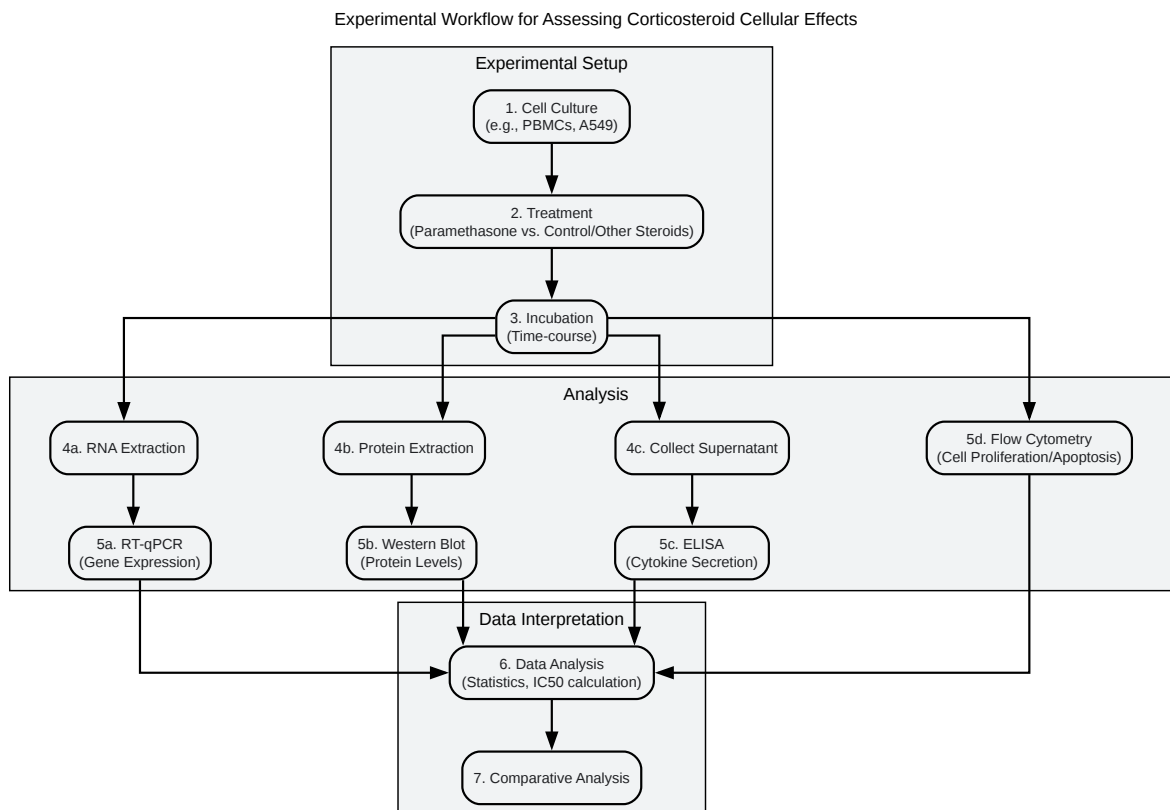 Experimental Workflow for Assessing Corticosteroid Cellular Effects
Experimental Setup
1. Cell Culture
(e.g., PBMCs, A549)
2. Treatment
(Paramethasone vs. Control/Other Steroids)
3. Incubation
(Time-course)
Analysis
4a. RNA Extraction
4b. Protein Extraction
4c. Collect Supernatant
5d. Flow Cytometry
(Cell Proliferation/Apoptosis)
5a. RT-qPCR
(Gene Expression)
5b. Western Blot
(Protein Levels)
5c. ELISA
(Cytokine Secretion)
Data Interpretation
6. Data Analysis
(Statistics, IC50 calculation)
7. Comparative Analysis